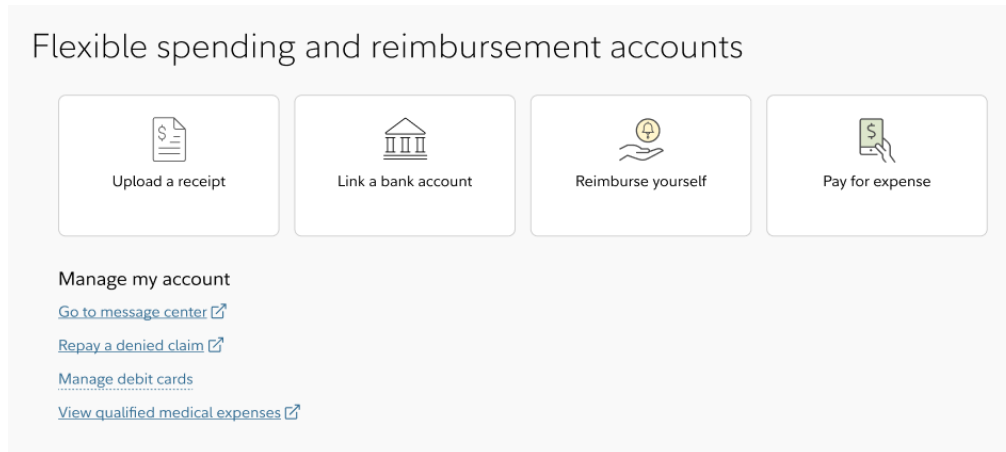 Flexible spending and reimbursement accounts
$
Upload a receipt
Link a bank account
Reimburse yourself
$
Pay for expense
Manage my account
Go to message center
Repay a denied claim
Manage debit cards
View qualified medical expenses